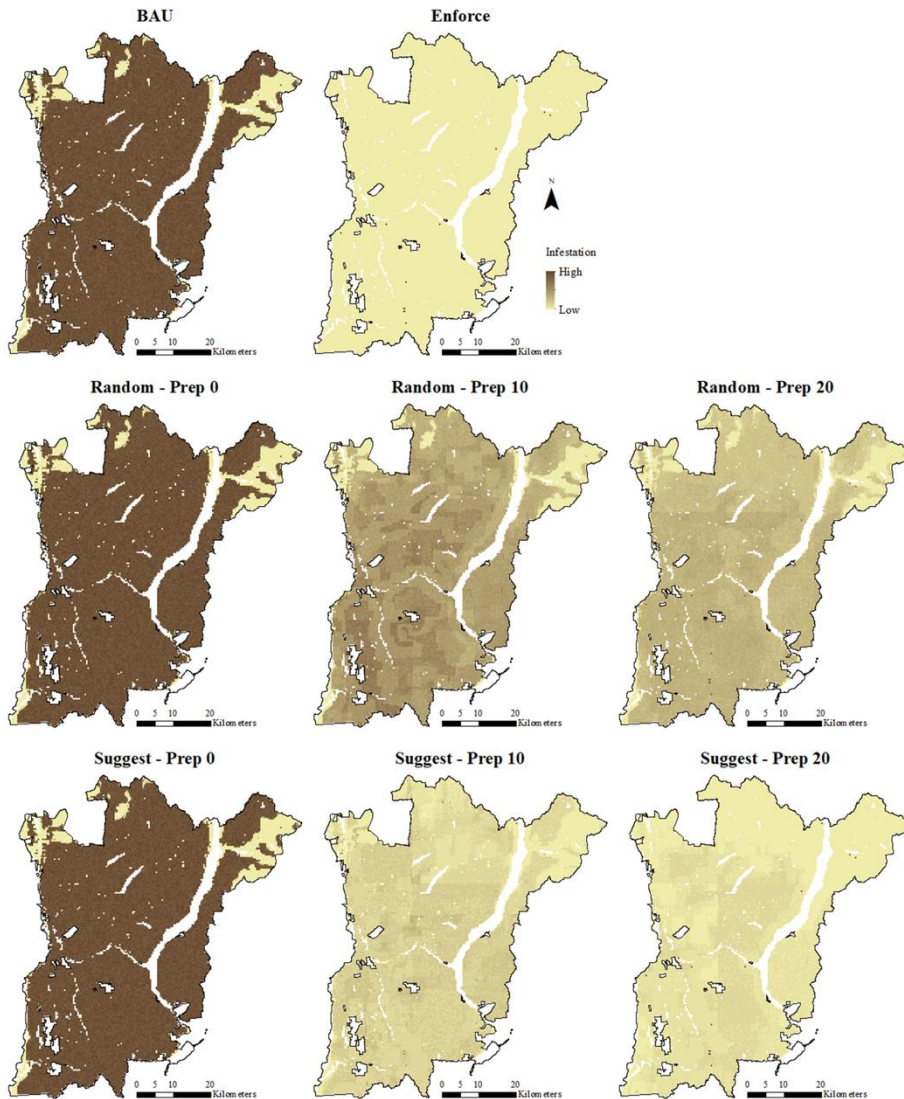 BAU
Enforce
N
Infestation
High
Low
0 5 10 20
Kilometers
0 5 10 20
Kilometers
Random - Prep 0
Random - Prep 10
Random - Prep 20
0 5 10 20
Kilometers
0 5 10 20
Kilometers
0 5 10 20
Kilometers
Suggest - Prep 0
Suggest - Prep 10
Suggest - Prep 20
0 5 10 20
Kilometers
0 5 10 20
Kilometers
0 5 10 20
Kilometers